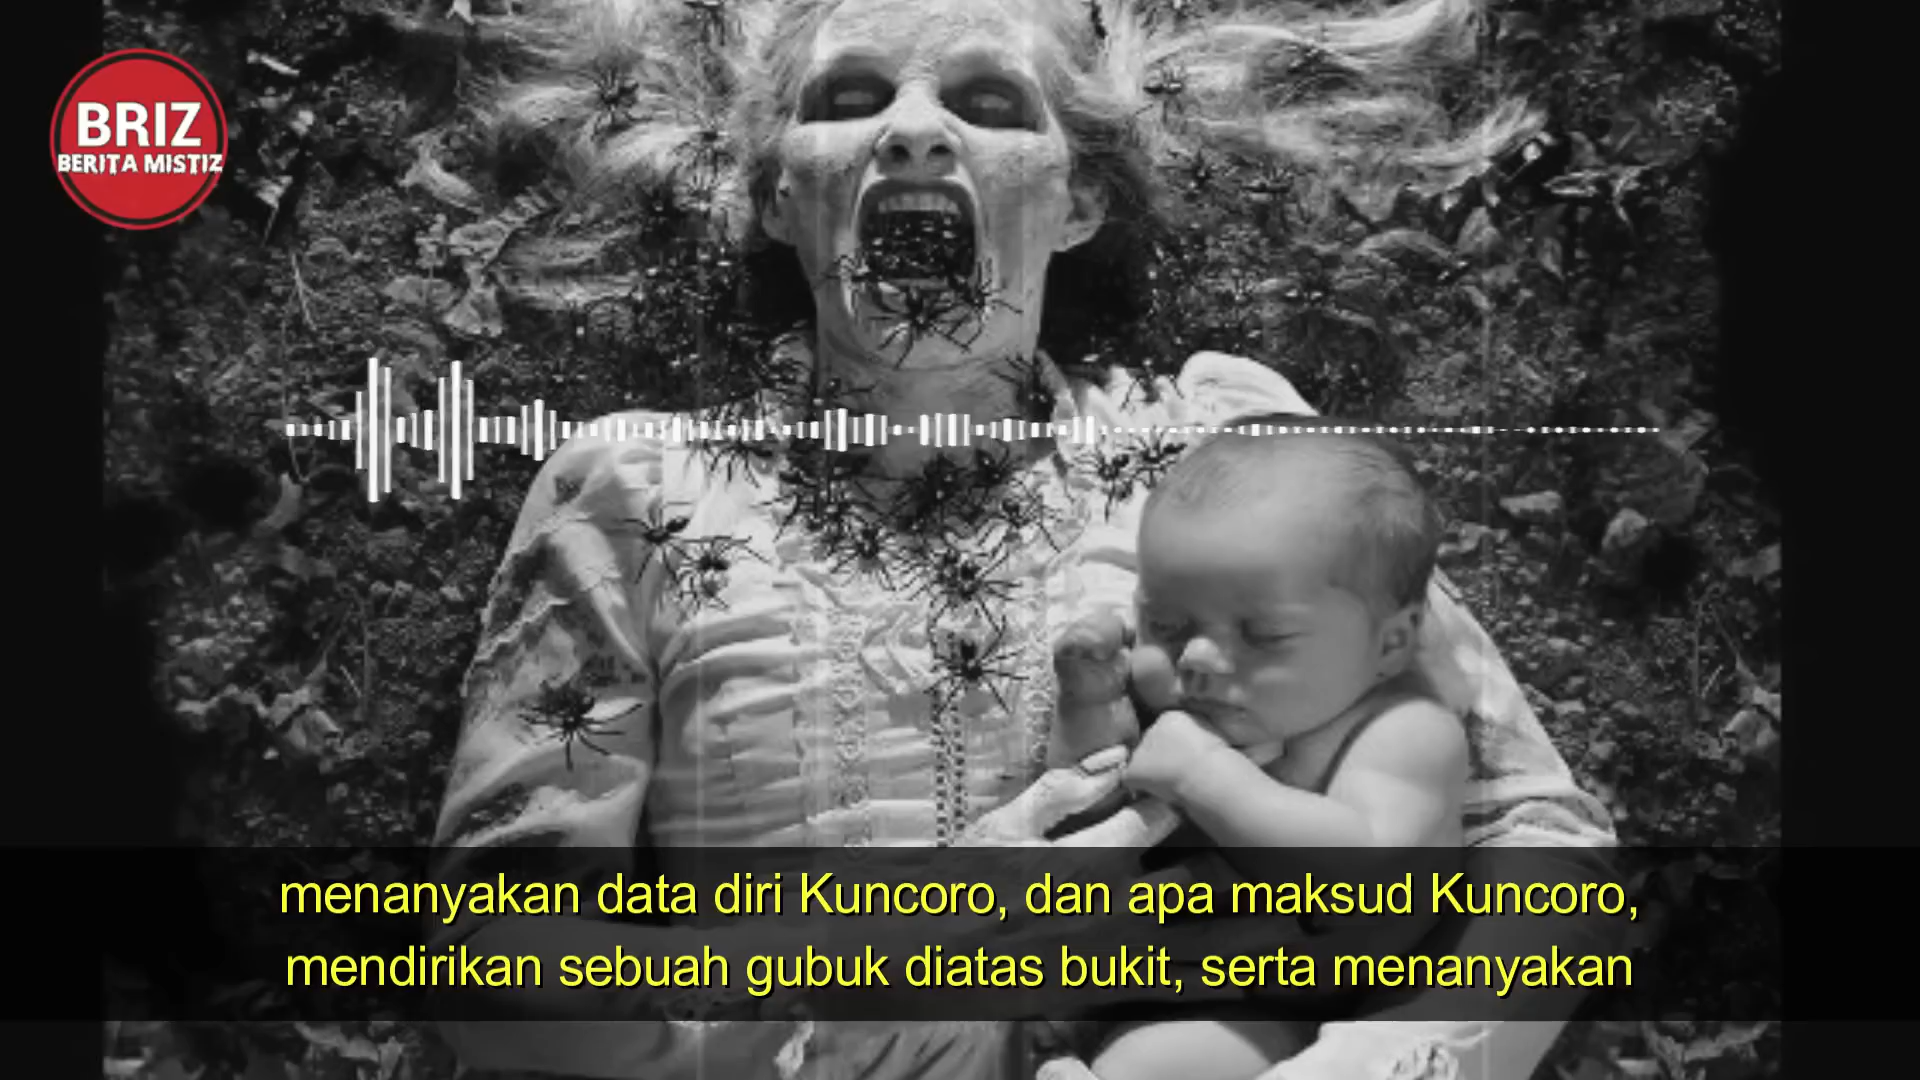 BRIZ
BERITA MISTIZ
menanyakan data diri Kuncoro, dan apa maksud Kuncoro,
mendirikan sebuah gubuk diatas bukit, serta menanyakan